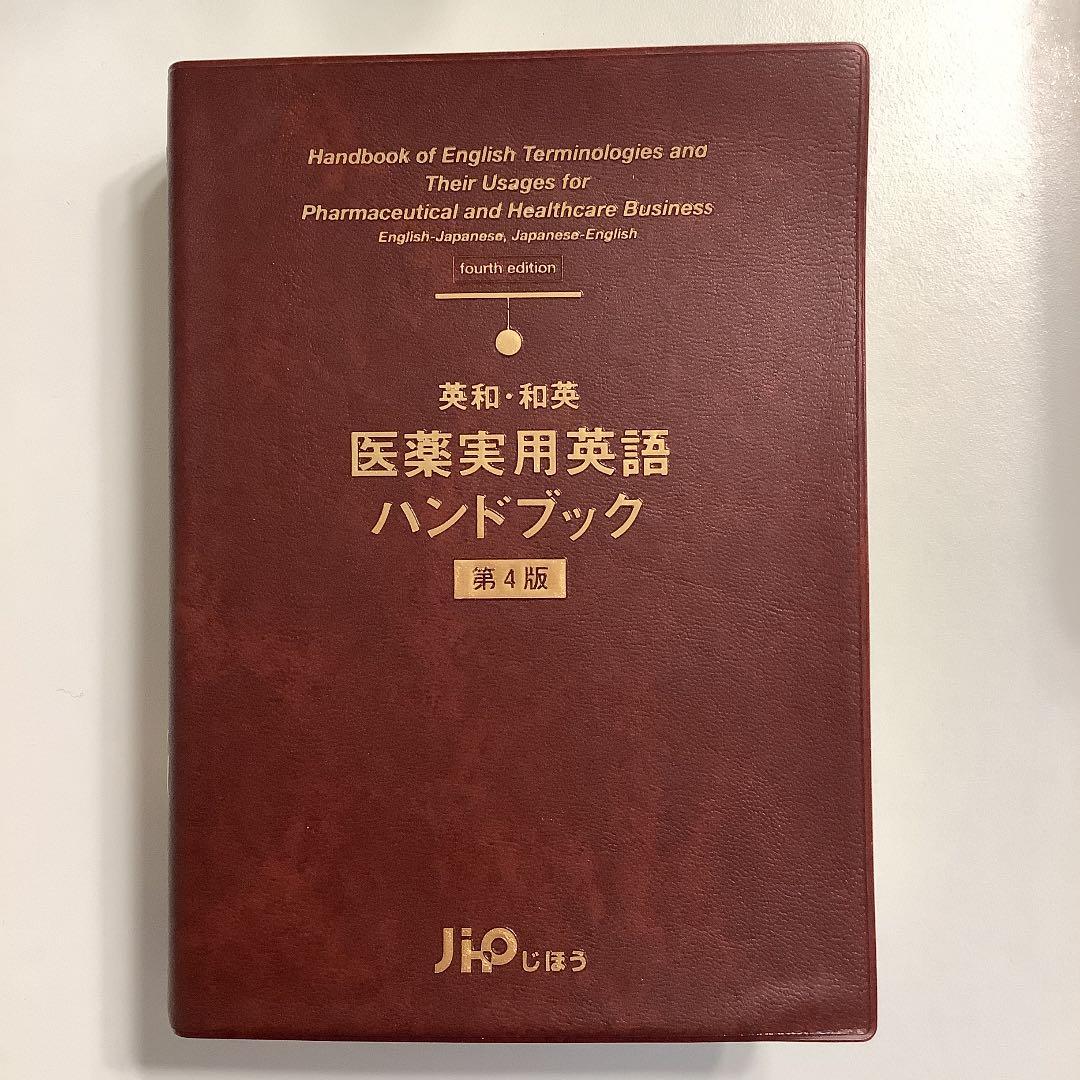 Handbook of English Terminologies and
Their Usages for
Pharmaceutical and Healthcare Business
English-Japanese, Japanese-English
fourth edition
英和・和英
医薬実用英語
ハンドブック
第4版
JiHO じほう